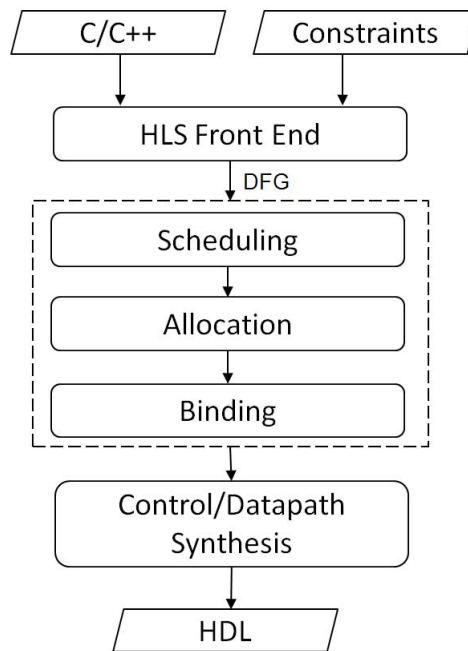 C/C++
Constraints
HLS Front End
DFG
Scheduling
Allocation
Binding
Control/Datapath
Synthesis
HDL